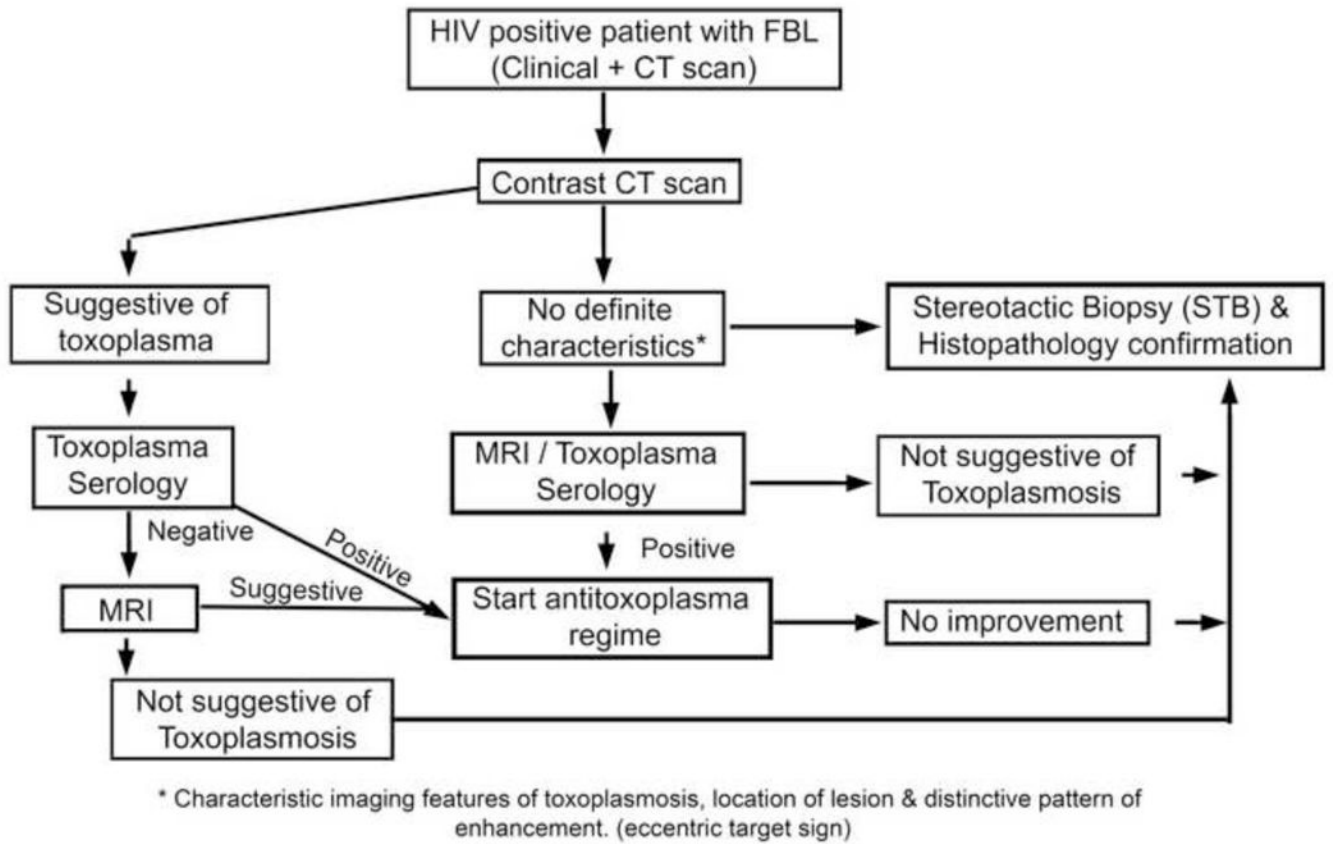 HIV positive patient with FBL
(Clinical + CT scan)
Contrast CT scan
Suggestive of
toxoplasma
No definite
characteristics*
Stereotactic Biopsy (STB) &
Histopathology confirmation
Toxoplasma
Serology
MRI / Toxoplasma
Serology
Not suggestive of
Toxoplasmosis
Negative
Positive
Positive
MRI
Suggestive
Start antitoxoplasma
regime
No improvement
Not suggestive of
Toxoplasmosis
* Characteristic imaging features of toxoplasmosis, location of lesion & distinctive pattern of
enhancement. (eccentric target sign)